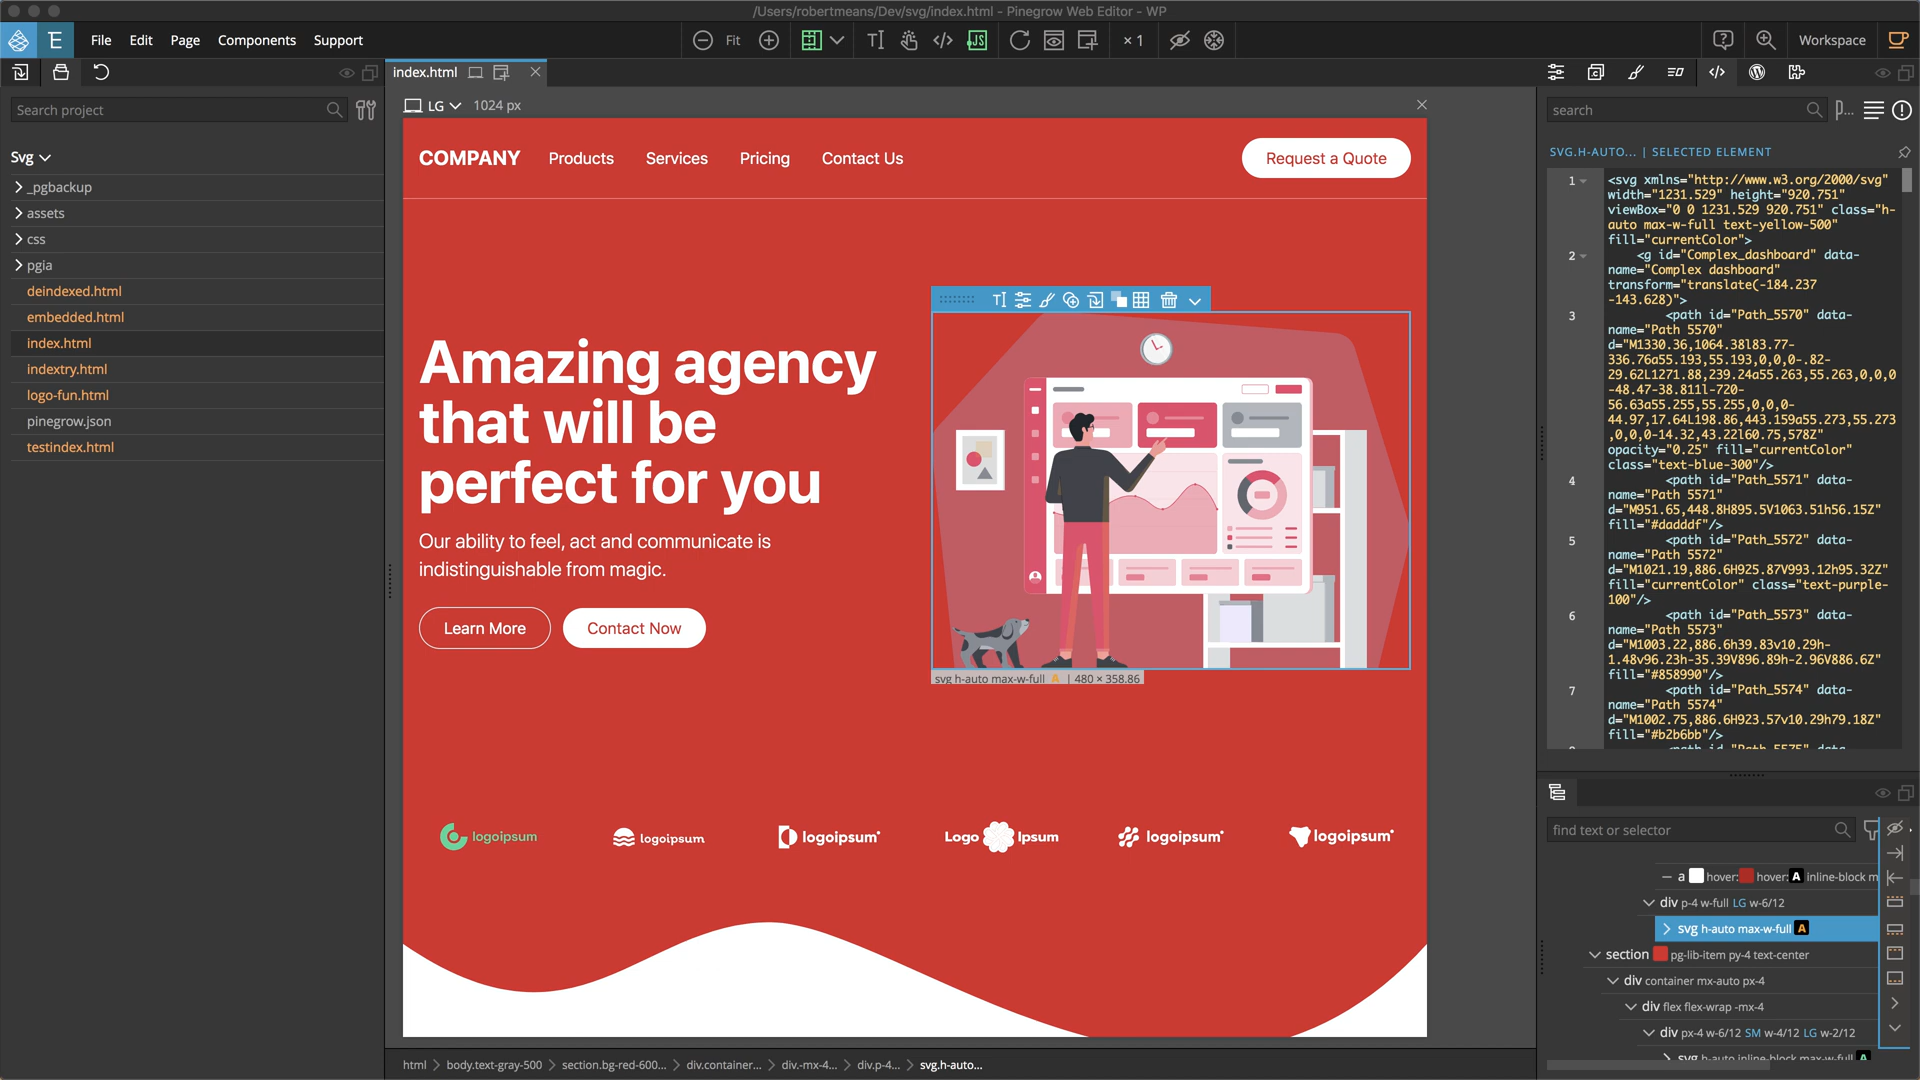 /Users/robertmeans/Dev/svg/index.html - Pinegrow Web Editor - WP
E File Edit Page Components Support
Fit
TI
JS
× 1
Workspace
index.html
Search project
Svg
_pgbackup
assets
css
pgia
deindexed.html
embedded.html
index.html
indextry.html
logo-fun.html
pinegrow.json
testindex.html
LG 1024 px
COMPANY Products Services Pricing Contact Us Request a Quote
Amazing agency
that will be
perfect for you
Our ability to feel, act and communicate is
indistinguishable from magic.
Learn More Contact Now
svg h-auto max-w-full A | 480 × 358.86
logoipsum logoipsum logoipsum Logo Ipsum logoipsum logoipsum
html body.text-gray-500 section.bg-red-600... div.container... div.-mx-4... div.p-4... svg.h-auto...
search p...
SVG.H-AUTO... | SELECTED ELEMENT
1 <svg xmlns="http://www.w3.org/2000/svg"
width="1231.529" height="920.751"
viewBox="0 0 1231.529 920.751" class="h-
auto max-w-full text-yellow-500"
fill="currentColor">
2 <g id="Complex_dashboard" data-
name="Complex dashboard"
transform="translate(-184.237
-143.628)">
3 <path id="Path_5570" data-
name="Path 5570"
d="M1330.36,1064.38l83.77-
336.76a55.193,55.193,0,0,0-.82-
29.62L1271.88,239.24a55.263,55.263,0,0,0
-48.47-38.811l-720-
56.63a55.255,55.255,0,0,0-
44.97,17.64L198.86,443.159a55.273,55.273
,0,0,0-14.32,43.22l60.75,578Z"
opacity="0.25" fill="currentColor"
class="text-blue-300"/>
4 <path id="Path_5571" data-
name="Path 5571"
d="M951.65,448.8H895.5V1063.51h56.15Z"
fill="#dadddf"/>
5 <path id="Path_5572" data-
name="Path 5572"
d="M1021.19,886.6H925.87V993.12h95.32Z"
fill="currentColor" class="text-purple-
100"/>
6 <path id="Path_5573" data-
name="Path 5573"
d="M1003.22,886.6h39.83v10.29h-
1.48v96.23h-35.39V896.89h-2.96V886.6Z"
fill="#858990"/>
7 <path id="Path_5574" data-
name="Path 5574"
d="M1002.75,886.6H923.57v10.29h79.18Z"
fill="#b2b6bb"/>
<path id="Path_5575" data-
find text or selector
a hover: hover: A inline-block m
div p-4 w-full LG w-6/12
svg h-auto max-w-full A
section pg-lib-item py-4 text-center
div container mx-auto px-4
div flex flex-wrap -mx-4
div px-4 w-6/12 SM w-4/12 LG w-2/12
svg h-auto inline-block max-w-full A